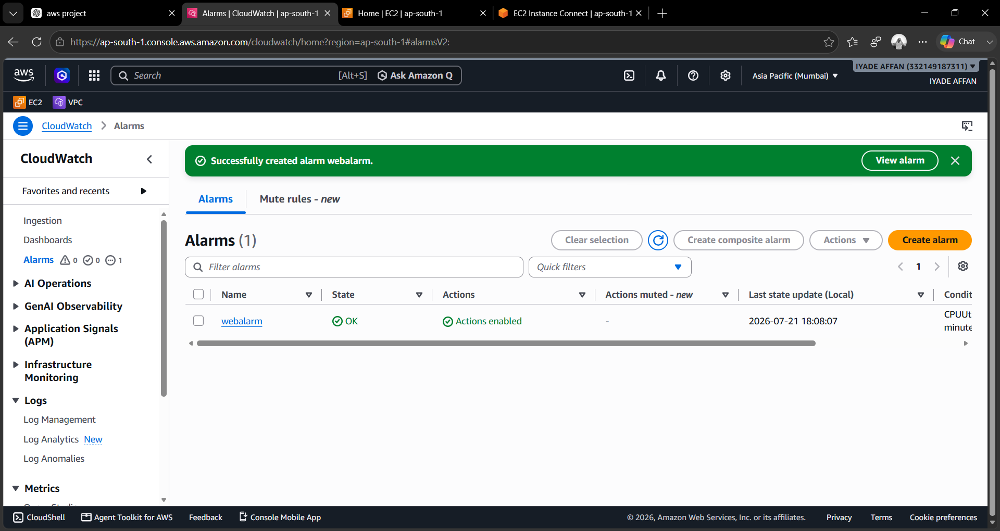 aws project
Alarms | CloudWatch | ap-south-1
Home | EC2 | ap-south-1
EC2 Instance Connect | ap-south-1
https://ap-south-1.console.aws.amazon.com/cloudwatch/home?region=ap-south-1#alarmsV2:
Chat
aws
Search [Alt+S] Ask Amazon Q
Asia Pacific (Mumbai)
IYADE AFFAN (332149187311)
IYADE AFFAN
EC2 VPC
CloudWatch > Alarms
CloudWatch
Favorites and recents
Ingestion
Dashboards
Alarms 0 0 1
AI Operations
GenAI Observability
Application Signals
(APM)
Infrastructure
Monitoring
Logs
Log Management
Log Analytics New
Log Anomalies
Metrics
Successfully created alarm webalarm.
View alarm
Alarms
Mute rules - new
Alarms (1)
Clear selection
Create composite alarm
Actions
Create alarm
Filter alarms
Quick filters
1
Name State Actions Actions muted - new Last state update (Local) Condit
webalarm OK Actions enabled - 2026-07-21 18:08:07 CPUUt
minute
CloudShell Agent Toolkit for AWS Feedback Console Mobile App
© 2026, Amazon Web Services, Inc. or its affiliates. Privacy Terms Cookie preferences